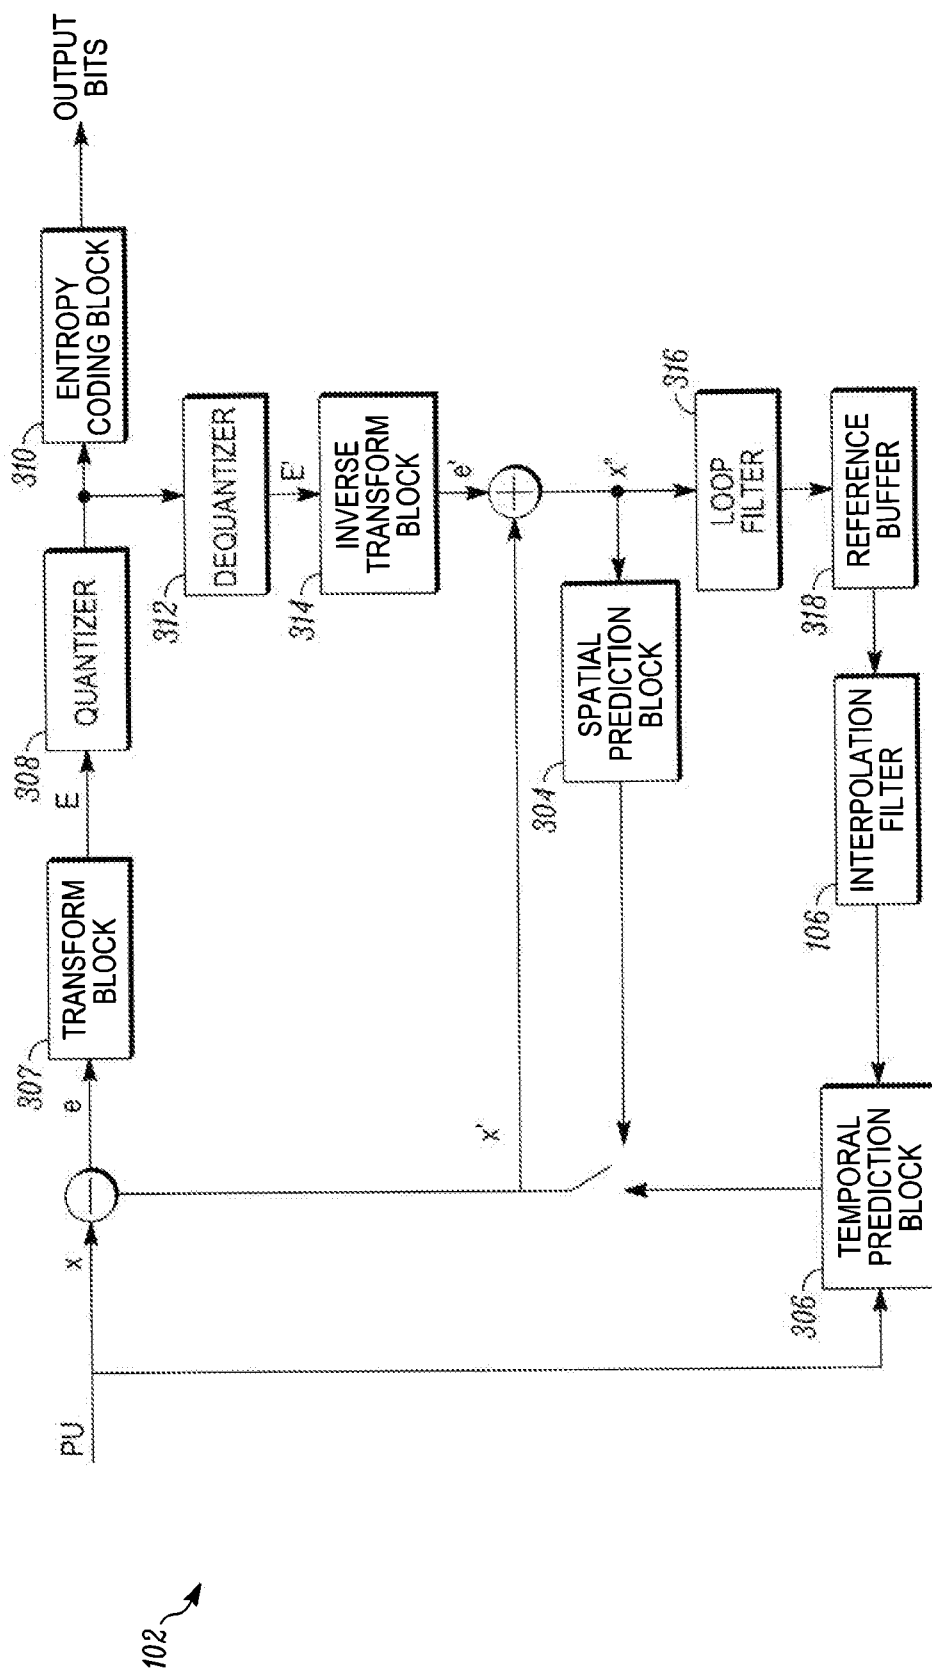 102
PU
x
e
307
TRANSFORM
BLOCK
E
308
QUANTIZER
310
ENTROPY
CODING BLOCK
OUTPUT
BITS
312
DEQUANTIZER
E'
314
INVERSE
TRANSFORM
BLOCK
e'
x'
x"
304
SPATIAL
PREDICTION
BLOCK
316
LOOP
FILTER
318
REFERENCE
BUFFER
106
INTERPOLATION
FILTER
306
TEMPORAL
PREDICTION
BLOCK